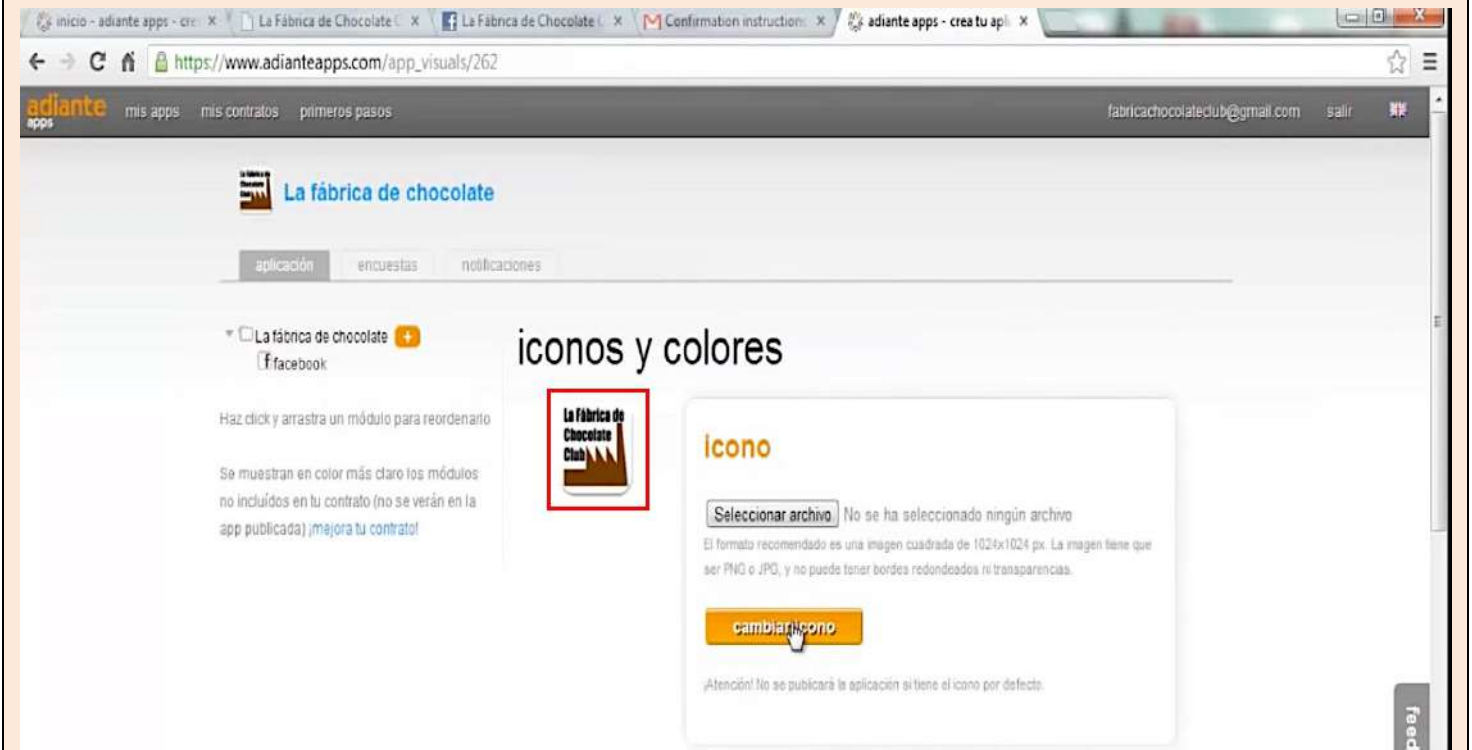 inicio - adiante apps - cre
La Fábrica de Chocolate C
La Fábrica de Chocolate C
Confirmation instructions
adiante apps - crea tu apli
https://www.adianteapps.com/app_visuals/262
adiante apps
mis apps
mis contratos
primeros pasos
fabricachocolateclub@gmail.com
salir
La fábrica de chocolate
aplicación
encuestas
notificaciones
La fábrica de chocolate
+
facebook
Haz click y arrastra un módulo para reordenarlo
Se muestran en color más claro los módulos
no incluídos en tu contrato (no se verán en la
app publicada) ¡mejora tu contrato!
iconos y colores
La Fábrica de
Chocolate
Club
icono
Seleccionar archivo No se ha seleccionado ningún archivo
El formato recomendado es una imagen cuadrada de 1024x1024 px. La imagen tiene que
ser PNG o JPG, y no puede tener bordes redondeados ni transparencias.
cambiar icono
¡Atención! No se publicará la aplicación si tiene el icono por defecto.
feed